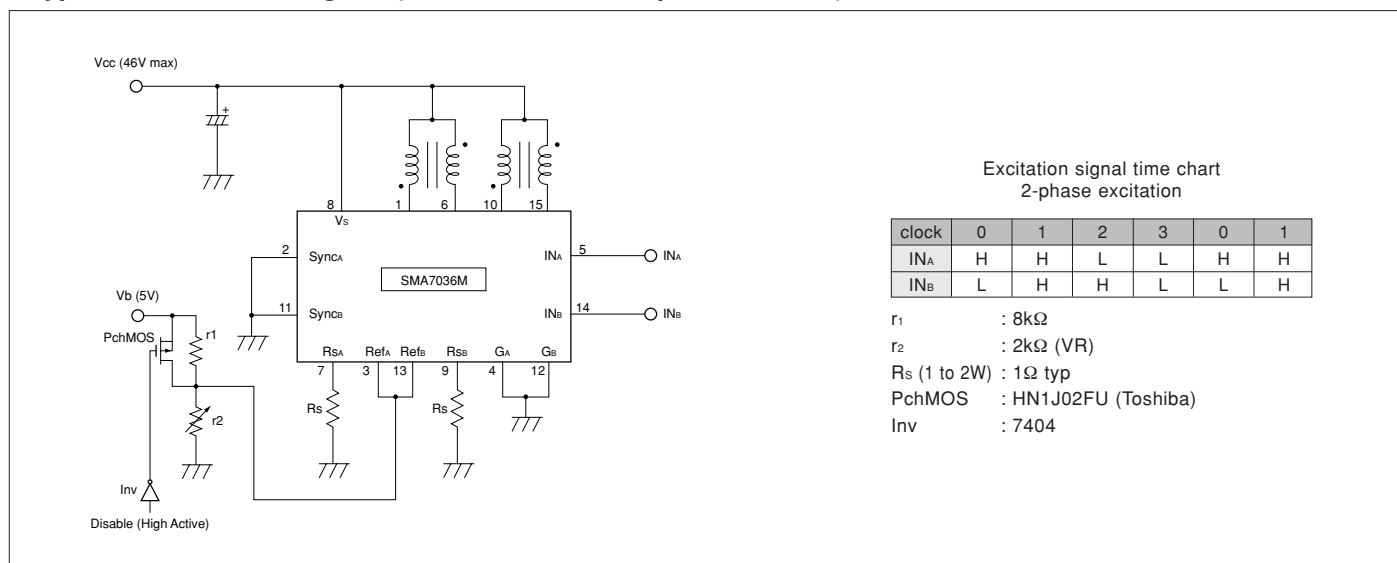 Vcc (46V max)
+
8 1 6 10 15
Vs
2 SyncA INA 5 INA
SMA7036M
Vb (5V)
11 SyncB INB 14 INB
PchMOS r1
RSA RefA RefB RSB GA GB
7 3 13 9 4 12
r2 Rs Rs
Inv
Disable (High Active)
Excitation signal time chart
2-phase excitation
clock 0 1 2 3 0 1
INA H H L L H H
INB L H H L L H
r1 : 8kΩ
r2 : 2kΩ (VR)
Rs (1 to 2W) : 1Ω typ
PchMOS : HN1J02FU (Toshiba)
Inv : 7404